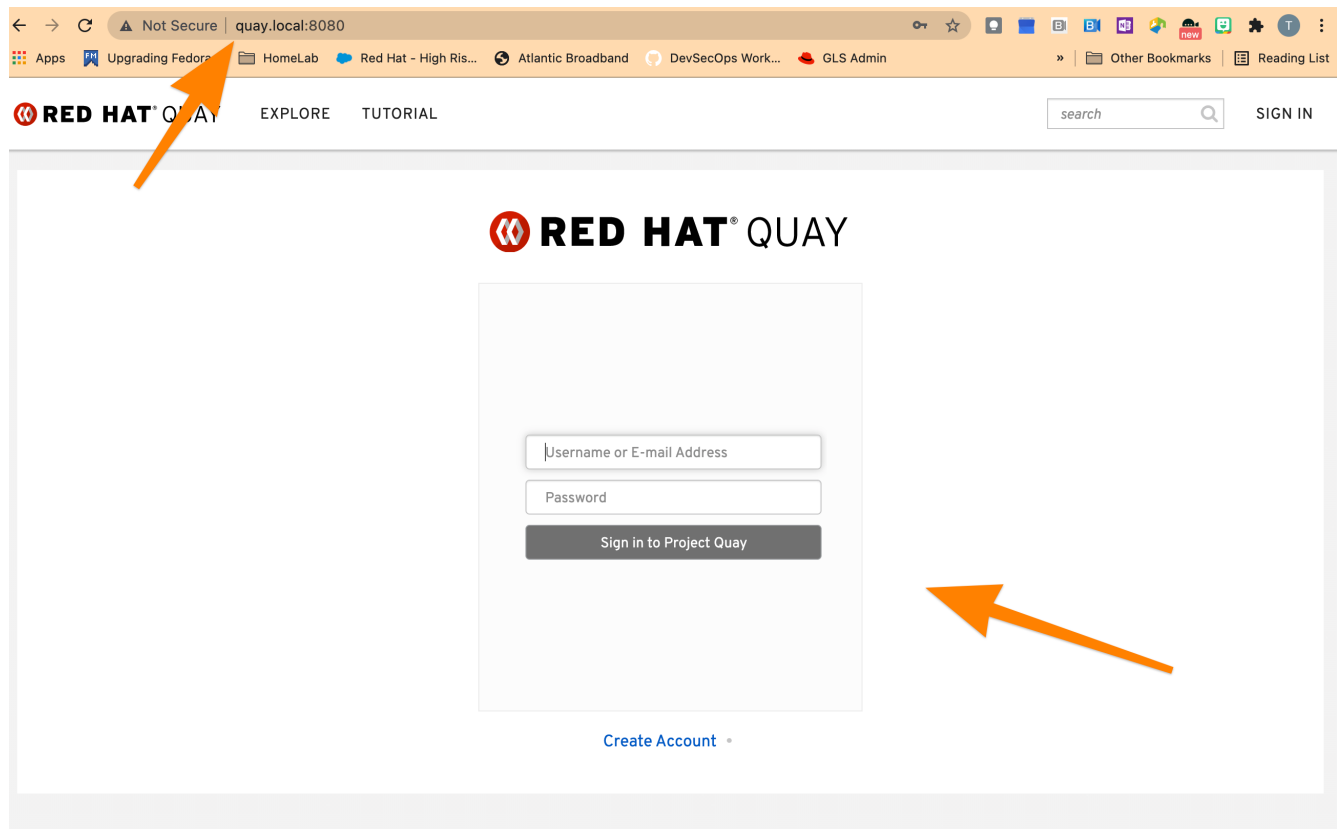 Not Secure | quay.local:8080
new
T
Apps Upgrading Fedora HomeLab Red Hat - High Ris... Atlantic Broadband DevSecOps Work... GLS Admin » Other Bookmarks Reading List
RED HAT® QUAY EXPLORE TUTORIAL search SIGN IN
RED HAT® QUAY
Username or E-mail Address
Password
Sign in to Project Quay
Create Account